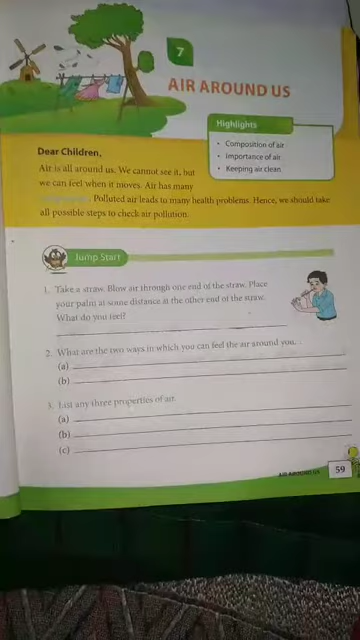 7
AIR AROUND US
Highlights
• Composition of air
• Importance of air
• Keeping air clean
Dear Children,
Air is all around us. We cannot see it, but
we can feel when it moves. Air has many
. Polluted air leads to many health problems. Hence, we should take
all possible steps to check air pollution.
Jump Start
1. Take a straw. Blow air through one end of the straw. Place
your palm at some distance at the other end of the straw.
What do you feel?
2. What are the two ways in which you can feel the air around you.
(a)
(b)
3. List any three properties of air.
(a)
(b)
(c)
AIR AROUND US
59